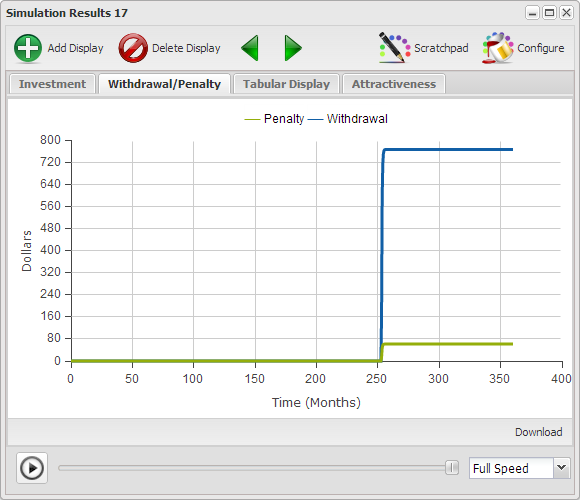 Simulation Results 17
Add Display Delete Display Scratchpad Configure
Investment Withdrawal/Penalty Tabular Display Attractiveness
Penalty Withdrawal
800
720
640
560
480
400
320
240
160
80
0
Dollars
0 50 100 150 200 250 300 350 400
Time (Months)
Download
Full Speed